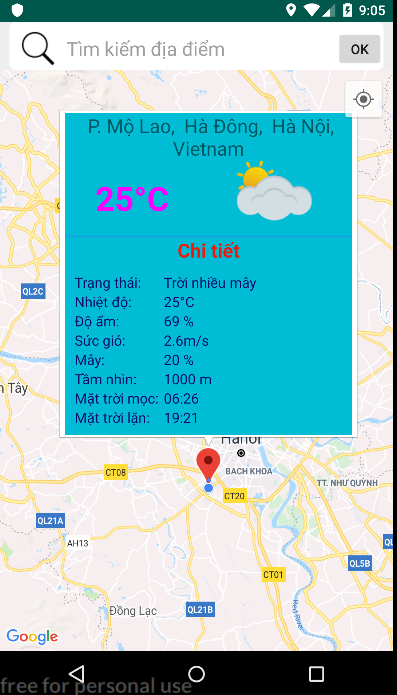 9:05
Tìm kiếm địa điểm
OK
P. Mộ Lao, Hà Đông, Hà Nội,
Vietnam
25°C
Chi tiết
Trạng thái: Trời nhiều mây
Nhiệt độ: 25°C
Độ ẩm: 69 %
Sức gió: 2.6m/s
Mây: 20 %
Tầm nhìn: 1000 m
Mặt trời mọc: 06:26
Mặt trời lặn: 19:21
QL2C
n Tây
Hanoi
BACH KHOA
CT08
CT20
TT. NHƯ QUỲNH
QL21A
AH13
QL5B
CT01
Đồng Lạc
QL21B
Red River
Google
free for personal use